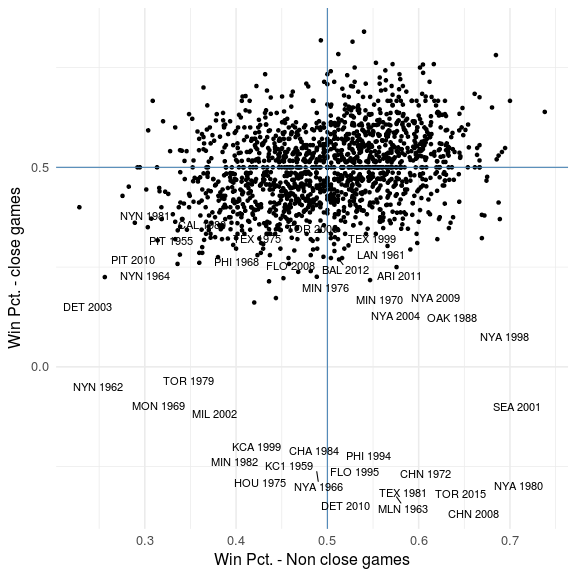 0.5
NYN 1981
TEX 1975
TEX 1999
PIT 1955
LAN 1961
PIT 2010
PHI 1968
FLO 2008
BAL 2012
NYN 1964
ARI 2011
MIN 1976
MIN 1970
NYA 2009
DET 2003
NYA 2004
OAK 1988
NYA 1998
0.0
TOR 1979
NYN 1962
MON 1969
SEA 2001
MIL 2002
KCA 1999
CHA 1984
PHI 1994
MIN 1982
KC1 1959
FLO 1995
CHN 1972
HOU 1975
NYA 1966
NYA 1980
TEX 1981
TOR 2015
DET 2010
MLN 1963
CHN 2008
0.3
0.4
0.5
0.6
0.7
Win Pct. - Non close games
Win Pct. - close games